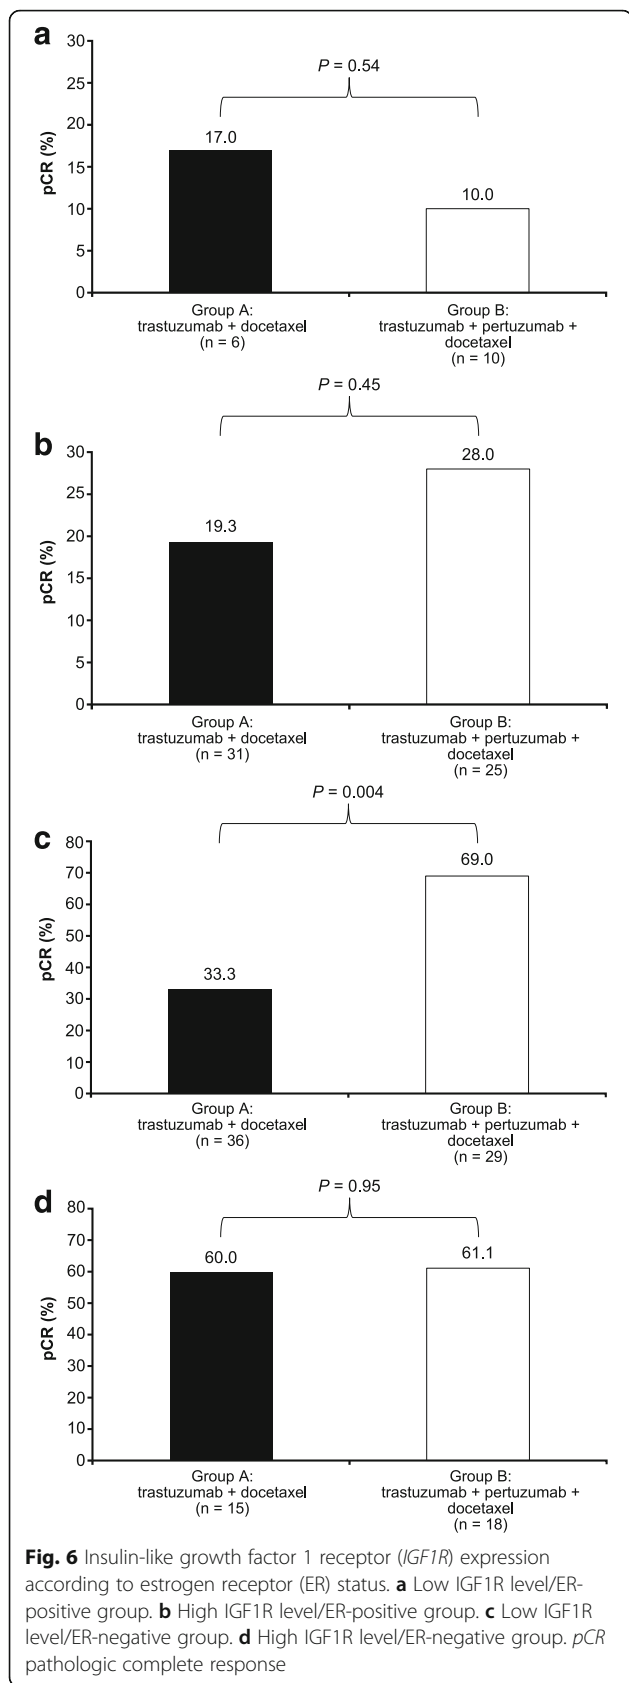 a
P = 0.54
30
25
20
15
10
5
0
pCR (%)
17.0
10.0
Group A:
trastuzumab + docetaxel
(n = 6)
Group B:
trastuzumab + pertuzumab +
docetaxel
(n = 10)
P = 0.45
b
30
25
20
15
10
5
0
pCR (%)
19.3
28.0
Group A:
trastuzumab + docetaxel
(n = 31)
Group B:
trastuzumab + pertuzumab +
docetaxel
(n = 25)
P = 0.004
c
80
70
60
50
40
30
20
10
0
pCR (%)
33.3
69.0
Group A:
trastuzumab + docetaxel
(n = 36)
Group B:
trastuzumab + pertuzumab +
docetaxel
(n = 29)
P = 0.95
d
80
70
60
50
40
30
20
10
0
pCR (%)
60.0
61.1
Group A:
trastuzumab + docetaxel
(n = 15)
Group B:
trastuzumab + pertuzumab +
docetaxel
(n = 18)
Fig. 6 Insulin-like growth factor 1 receptor (IGF1R) expression
according to estrogen receptor (ER) status. a Low IGF1R level/ER-
positive group. b High IGF1R level/ER-positive group. c Low IGF1R
level/ER-negative group. d High IGF1R level/ER-negative group. pCR
pathologic complete response